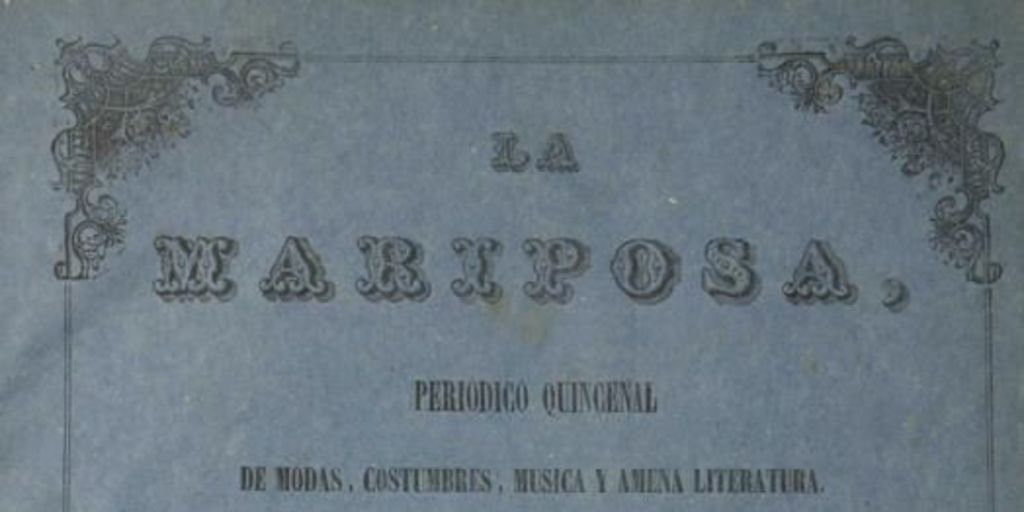 LA
MARIPOSA,
PERIODICO QUINCENAL
DE MODAS, COSTUMBRES, MUSICA Y AMENA LITERATURA.